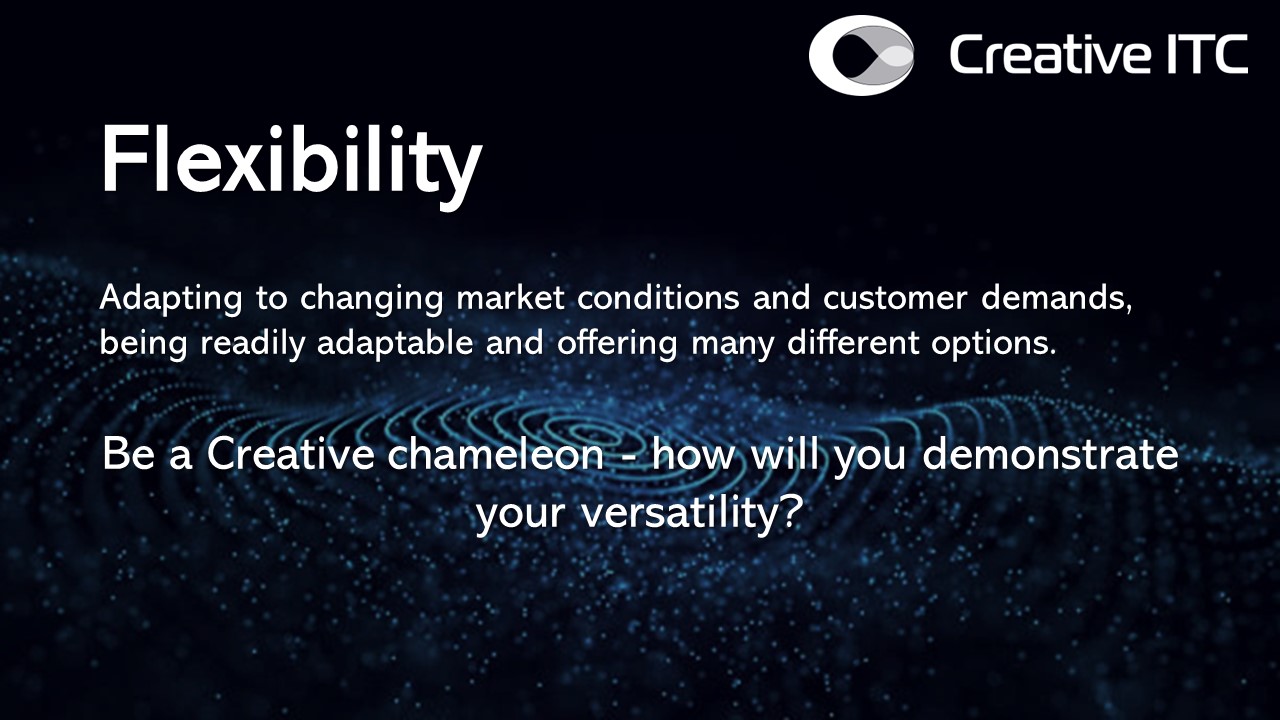 Creative ITC
Flexibility
Adapting to changing market conditions and customer demands,
being readily adaptable and offering many different options.
Be a Creative chameleon - how will you demonstrate
your versatility?